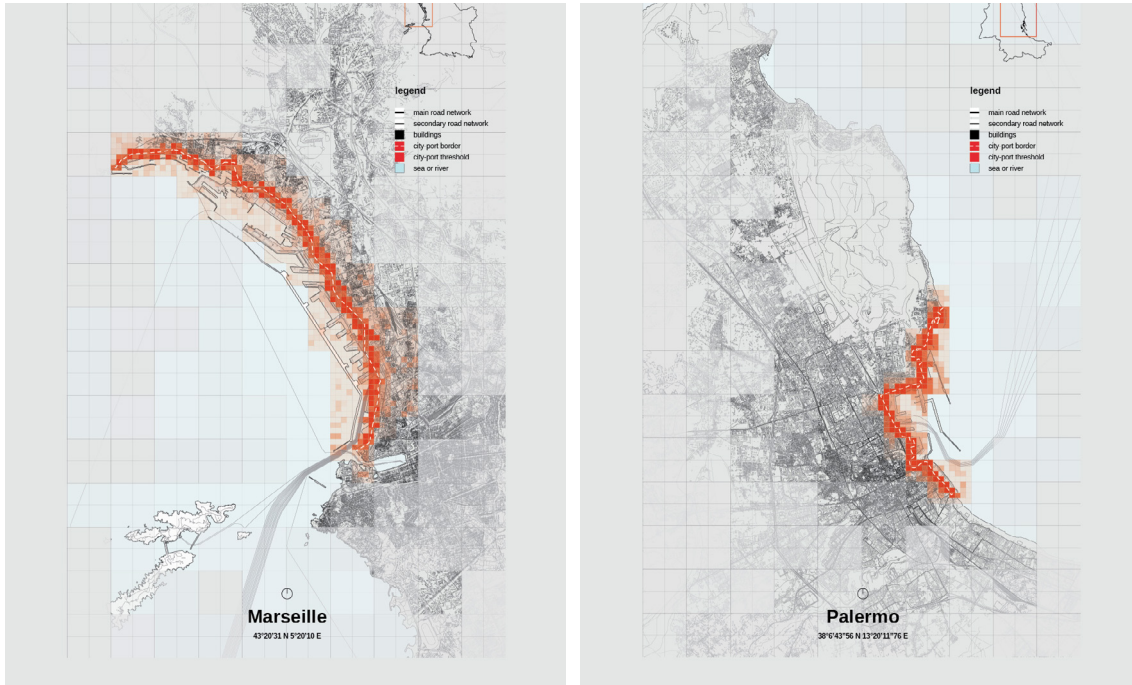 legend
main road network
secondary road network
buildings
city port border
city-port threshold
sea or river
Marseille
43°20'31 N 5°20'10 E
legend
main road network
secondary road network
buildings
city port border
city-port threshold
sea or river
Palermo
38°6'43"56 N 13°20'11"76 E